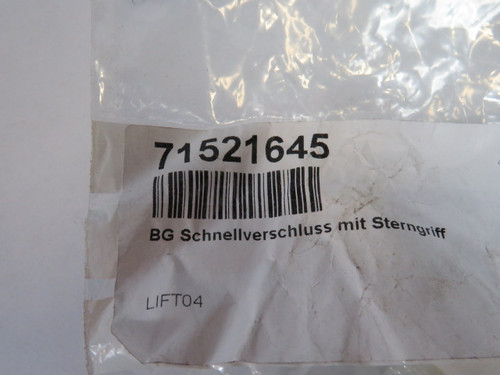 71521645
BG Schnellverschluss mit Sterngriff
LIFT04